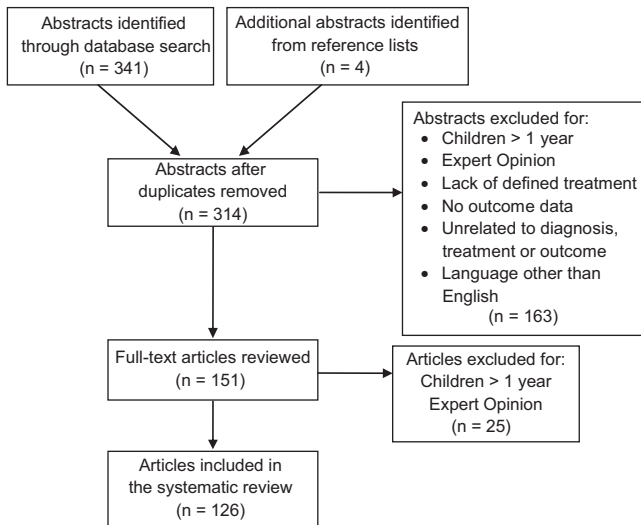 Abstracts identified
through database search
(n = 341)
Additional abstracts identified
from reference lists
(n = 4)
Abstracts after
duplicates removed
(n = 314)
Abstracts excluded for:
• Children > 1 year
• Expert Opinion
• Lack of defined treatment
• No outcome data
• Unrelated to diagnosis,
treatment or outcome
• Language other than
English
(n = 163)
Full-text articles reviewed
(n = 151)
Articles excluded for:
Children > 1 year
Expert Opinion
(n = 25)
Articles included in
the systematic review
(n = 126)